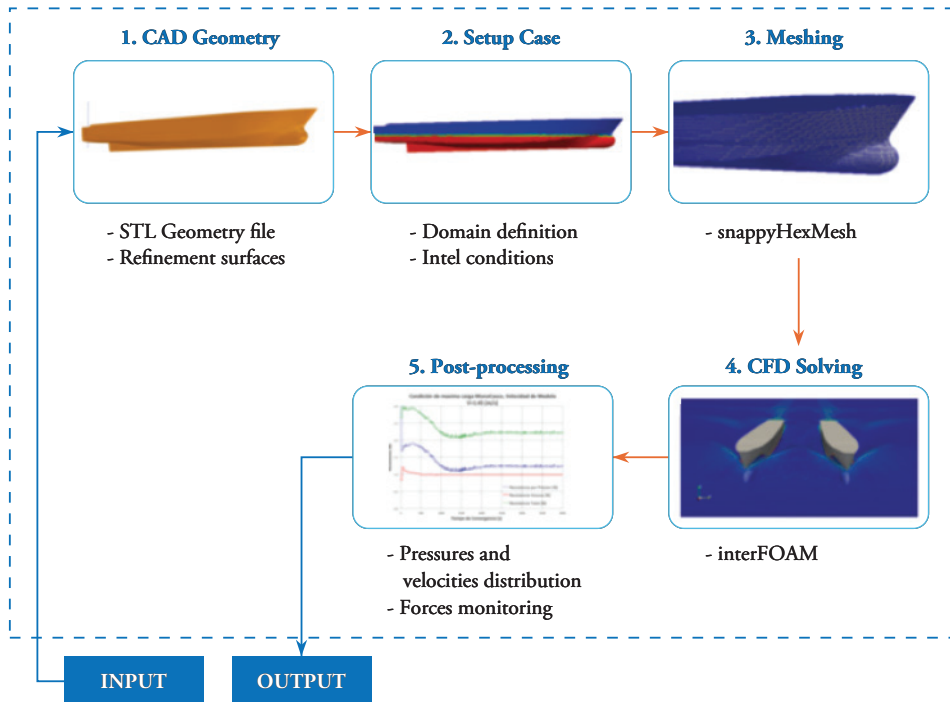 1. CAD Geometry
2. Setup Case
3. Meshing
- STL Geometry file
- Refinement surfaces
- Domain definition
- Intel conditions
- snappyHexMesh
5. Post-processing
4. CFD Solving
- Pressures and
velocities distribution
- Forces monitoring
- interFOAM
INPUT
OUTPUT